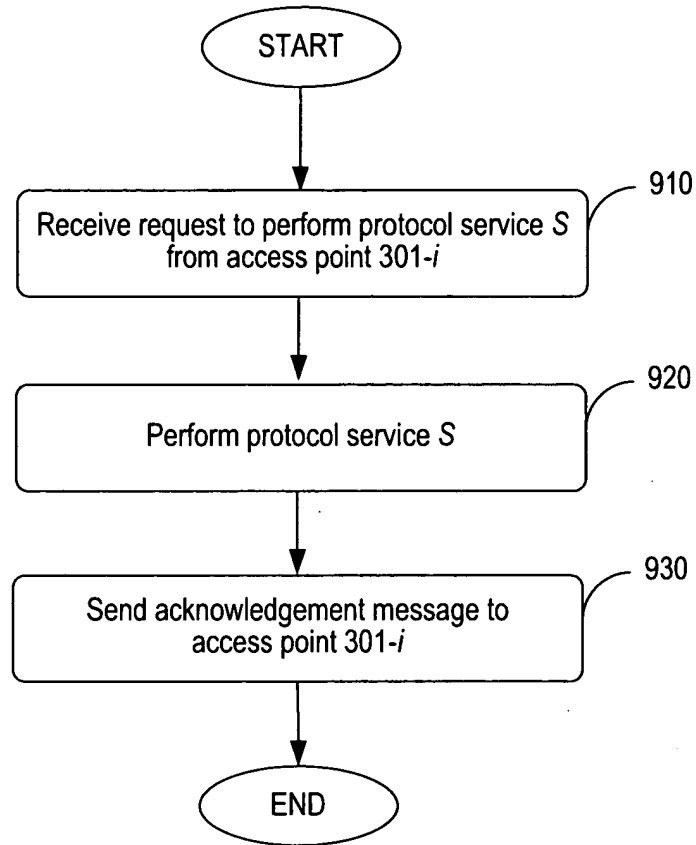 START
910
Receive request to perform protocol service S
from access point 301-i
920
Perform protocol service S
930
Send acknowledgement message to
access point 301-i
END